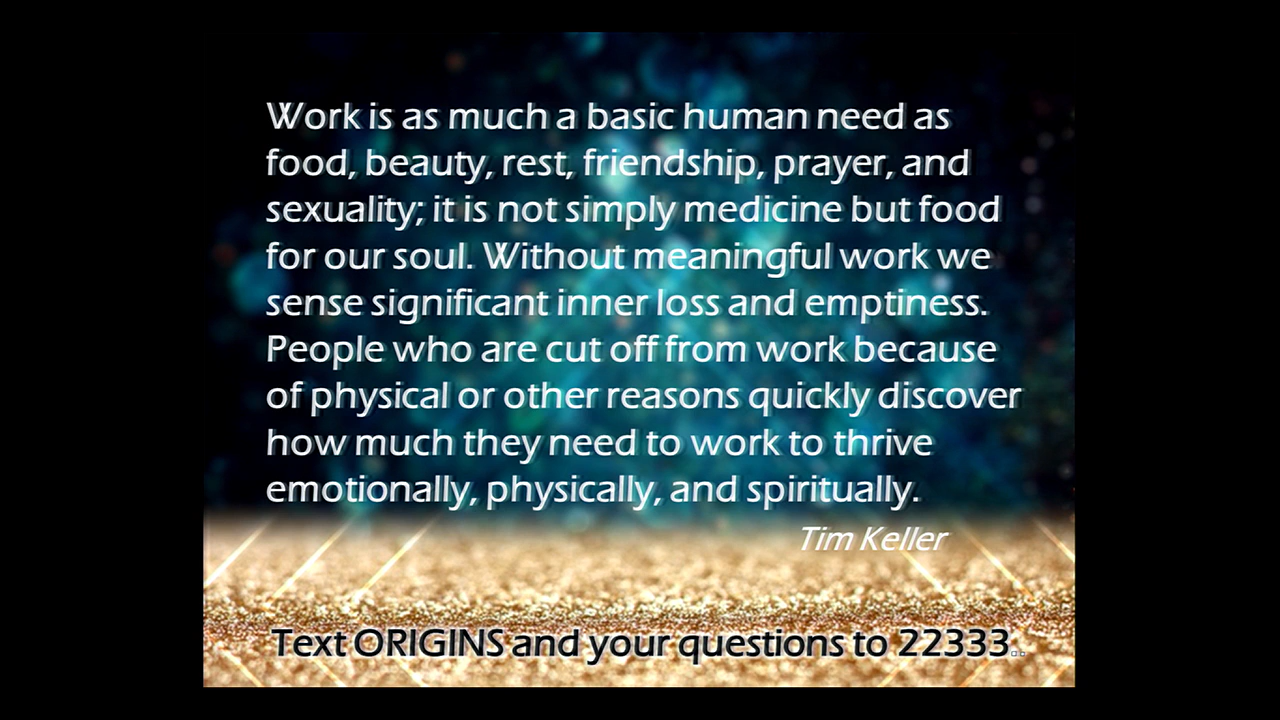 Work is as much a basic human need as
food, beauty, rest, friendship, prayer, and
sexuality; it is not simply medicine but food
for our soul. Without meaningful work we
sense significant inner loss and emptiness.
People who are cut off from work because
of physical or other reasons quickly discover
how much they need to work to thrive
emotionally, physically, and spiritually.
Tim Keller
Text ORIGINS and your questions to 22333..